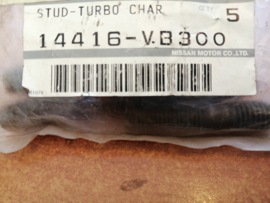 STUD-TURBO CHAR
5
14416-VB300
NISSAN MOTOR CO.,LTD.